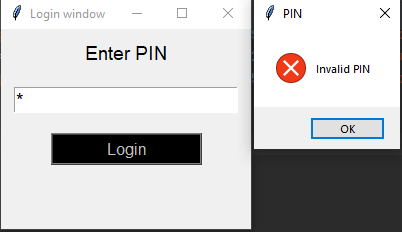 Login window
Enter PIN
*
Login
PIN
Invalid PIN
OK